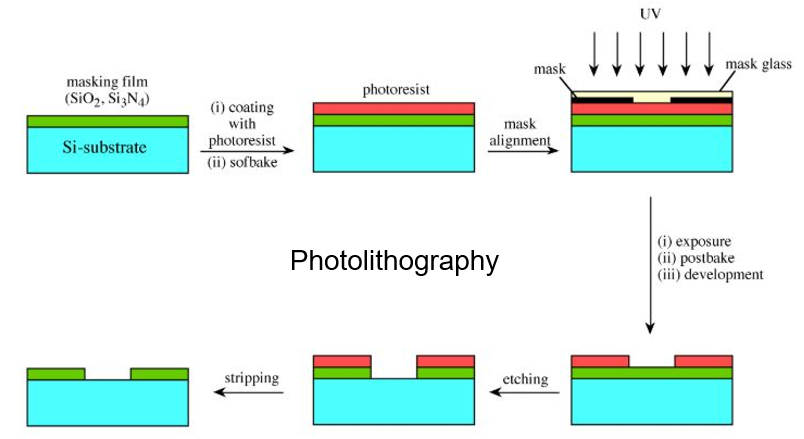 UV
mask
mask glass
masking film
(SiO2, Si3N4)
photoresist
(i) coating
with
photoresist
(ii) sofbake
mask
alignment
Si-substrate
Photolithography
(i) exposure
(ii) postbake
(iii) development
stripping
etching